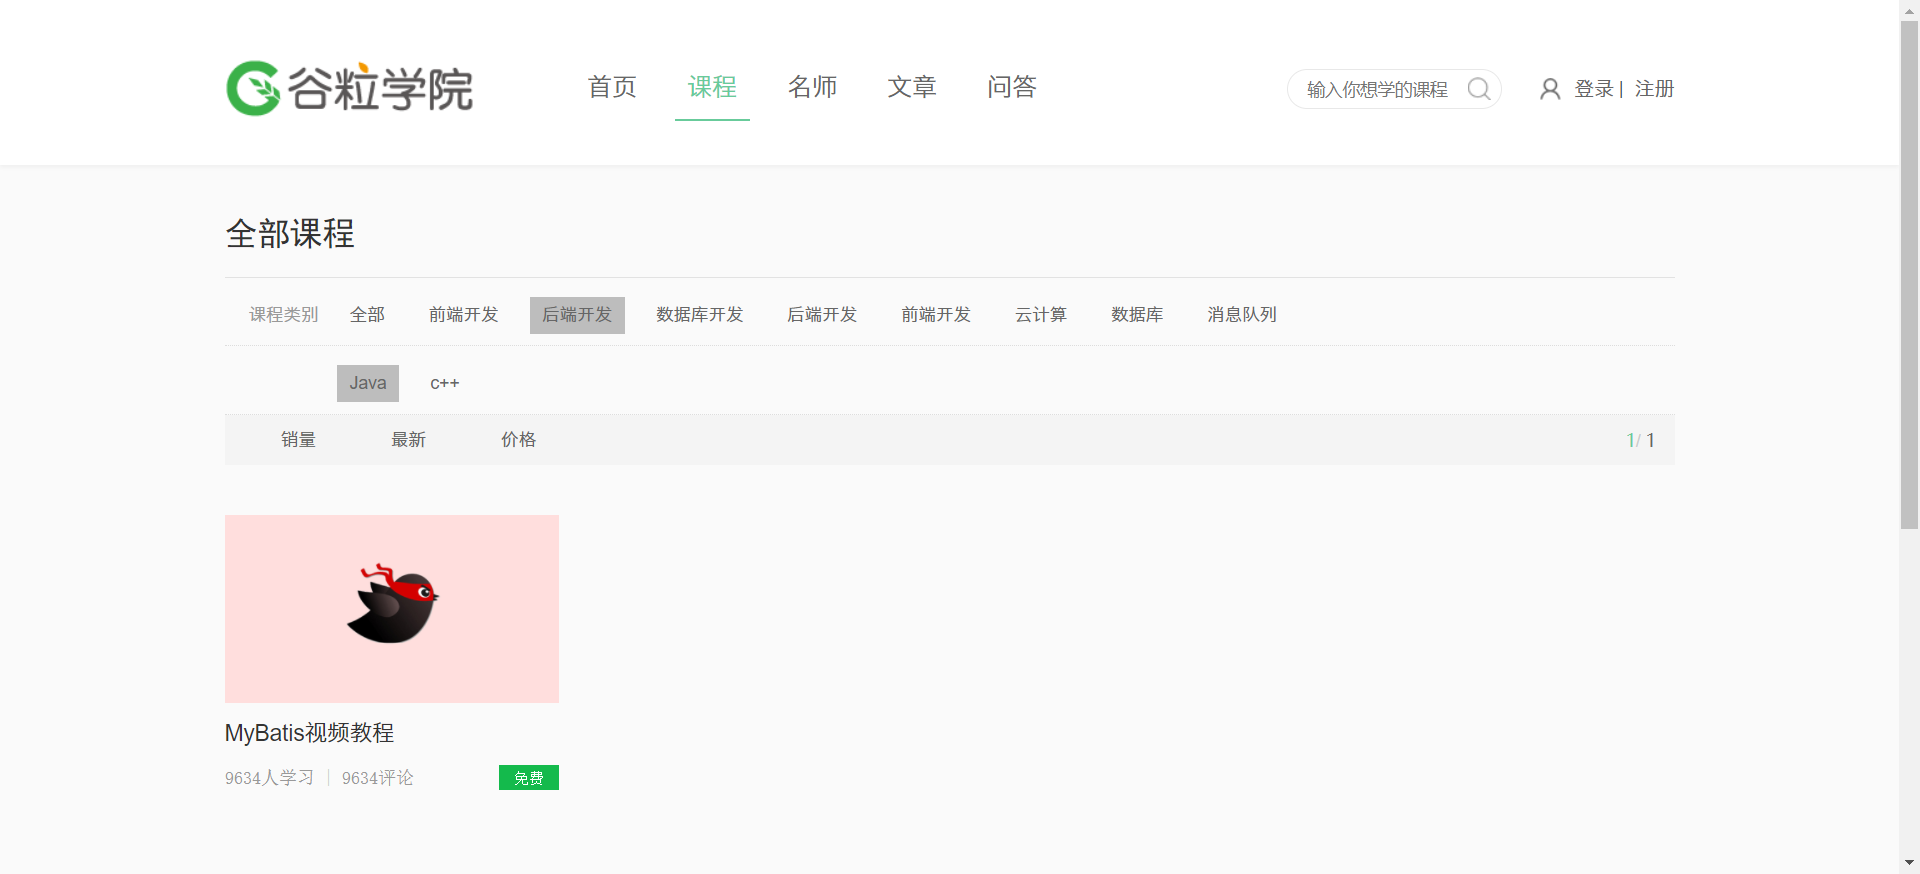 谷粒学院 首页 课程 名师 文章 问答 输入你想学的课程 登录 | 注册
全部课程
课程类别 全部 前端开发 后端开发 数据库开发 后端开发 前端开发 云计算 数据库 消息队列
Java c++
销量 最新 价格 1/ 1
MyBatis视频教程
9634人学习 | 9634评论 免费